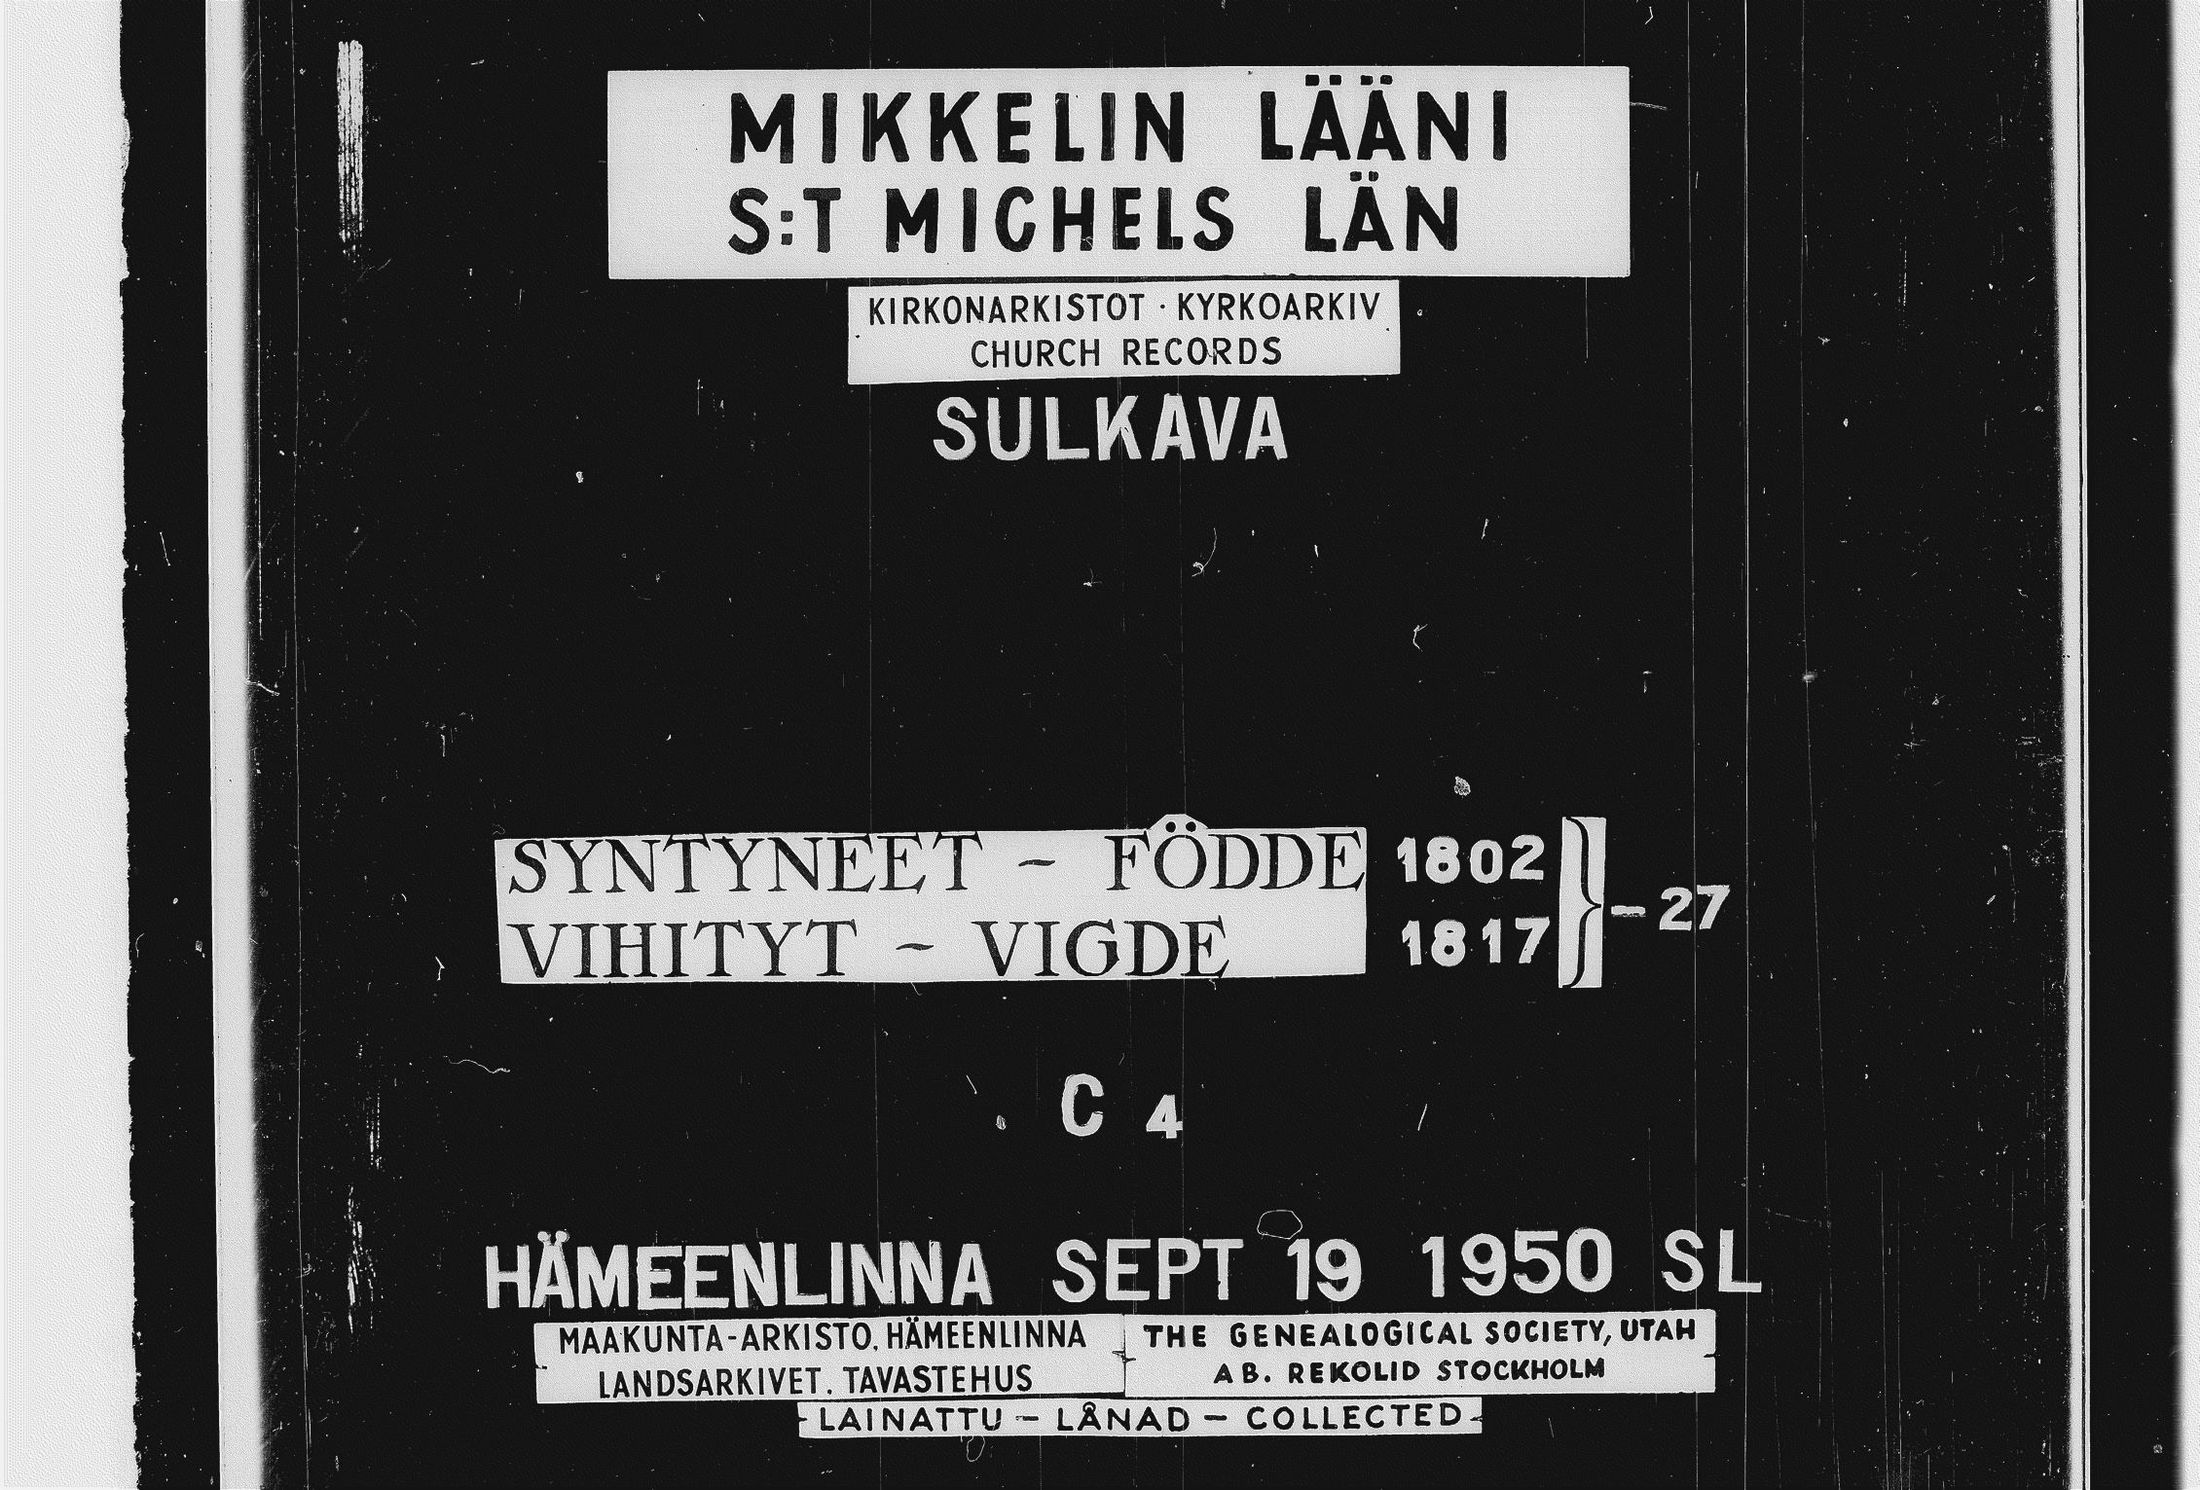 MIKKELIN LÄÄNI
S:T MICHELS LÄN
KIRKONARKISTOT · KYRKOARKIV
CHURCH RECORDS
SULKAVA
SYNTYNEET - FÖDDE 1802
VIHITYT - VIGDE 1817 } - 27
C 4
HÄMEENLINNA SEPT 19 1950 SL
MAAKUNTA-ARKISTO, HÄMEENLINNA
LANDSARKIVET. TAVASTEHUS
THE GENEALOGICAL SOCIETY, UTAH
AB. REKOLID STOCKHOLM
- LAINATTU - LÅNAD - COLLECTED -